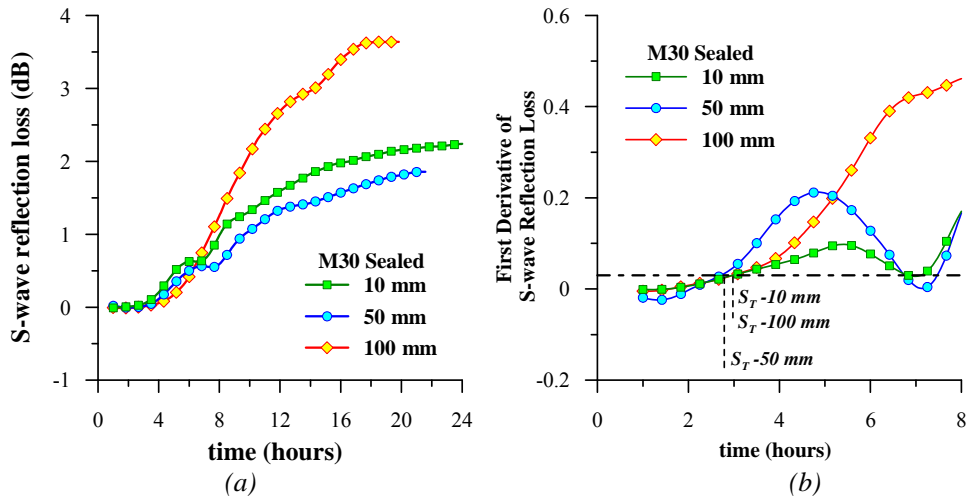 4
3
2
1
0
-1
S-wave reflection loss (dB)
M30 Sealed
10 mm
50 mm
100 mm
0 4 8 12 16 20 24
time (hours)
(a)
0.6
0.4
0.2
0
-0.2
First Derivative of
S-wave Reflection Loss
M30 Sealed
10 mm
50 mm
100 mm
S_T -10 mm
S_T -100 mm
S_T -50 mm
0 2 4 6 8
time (hours)
(b)